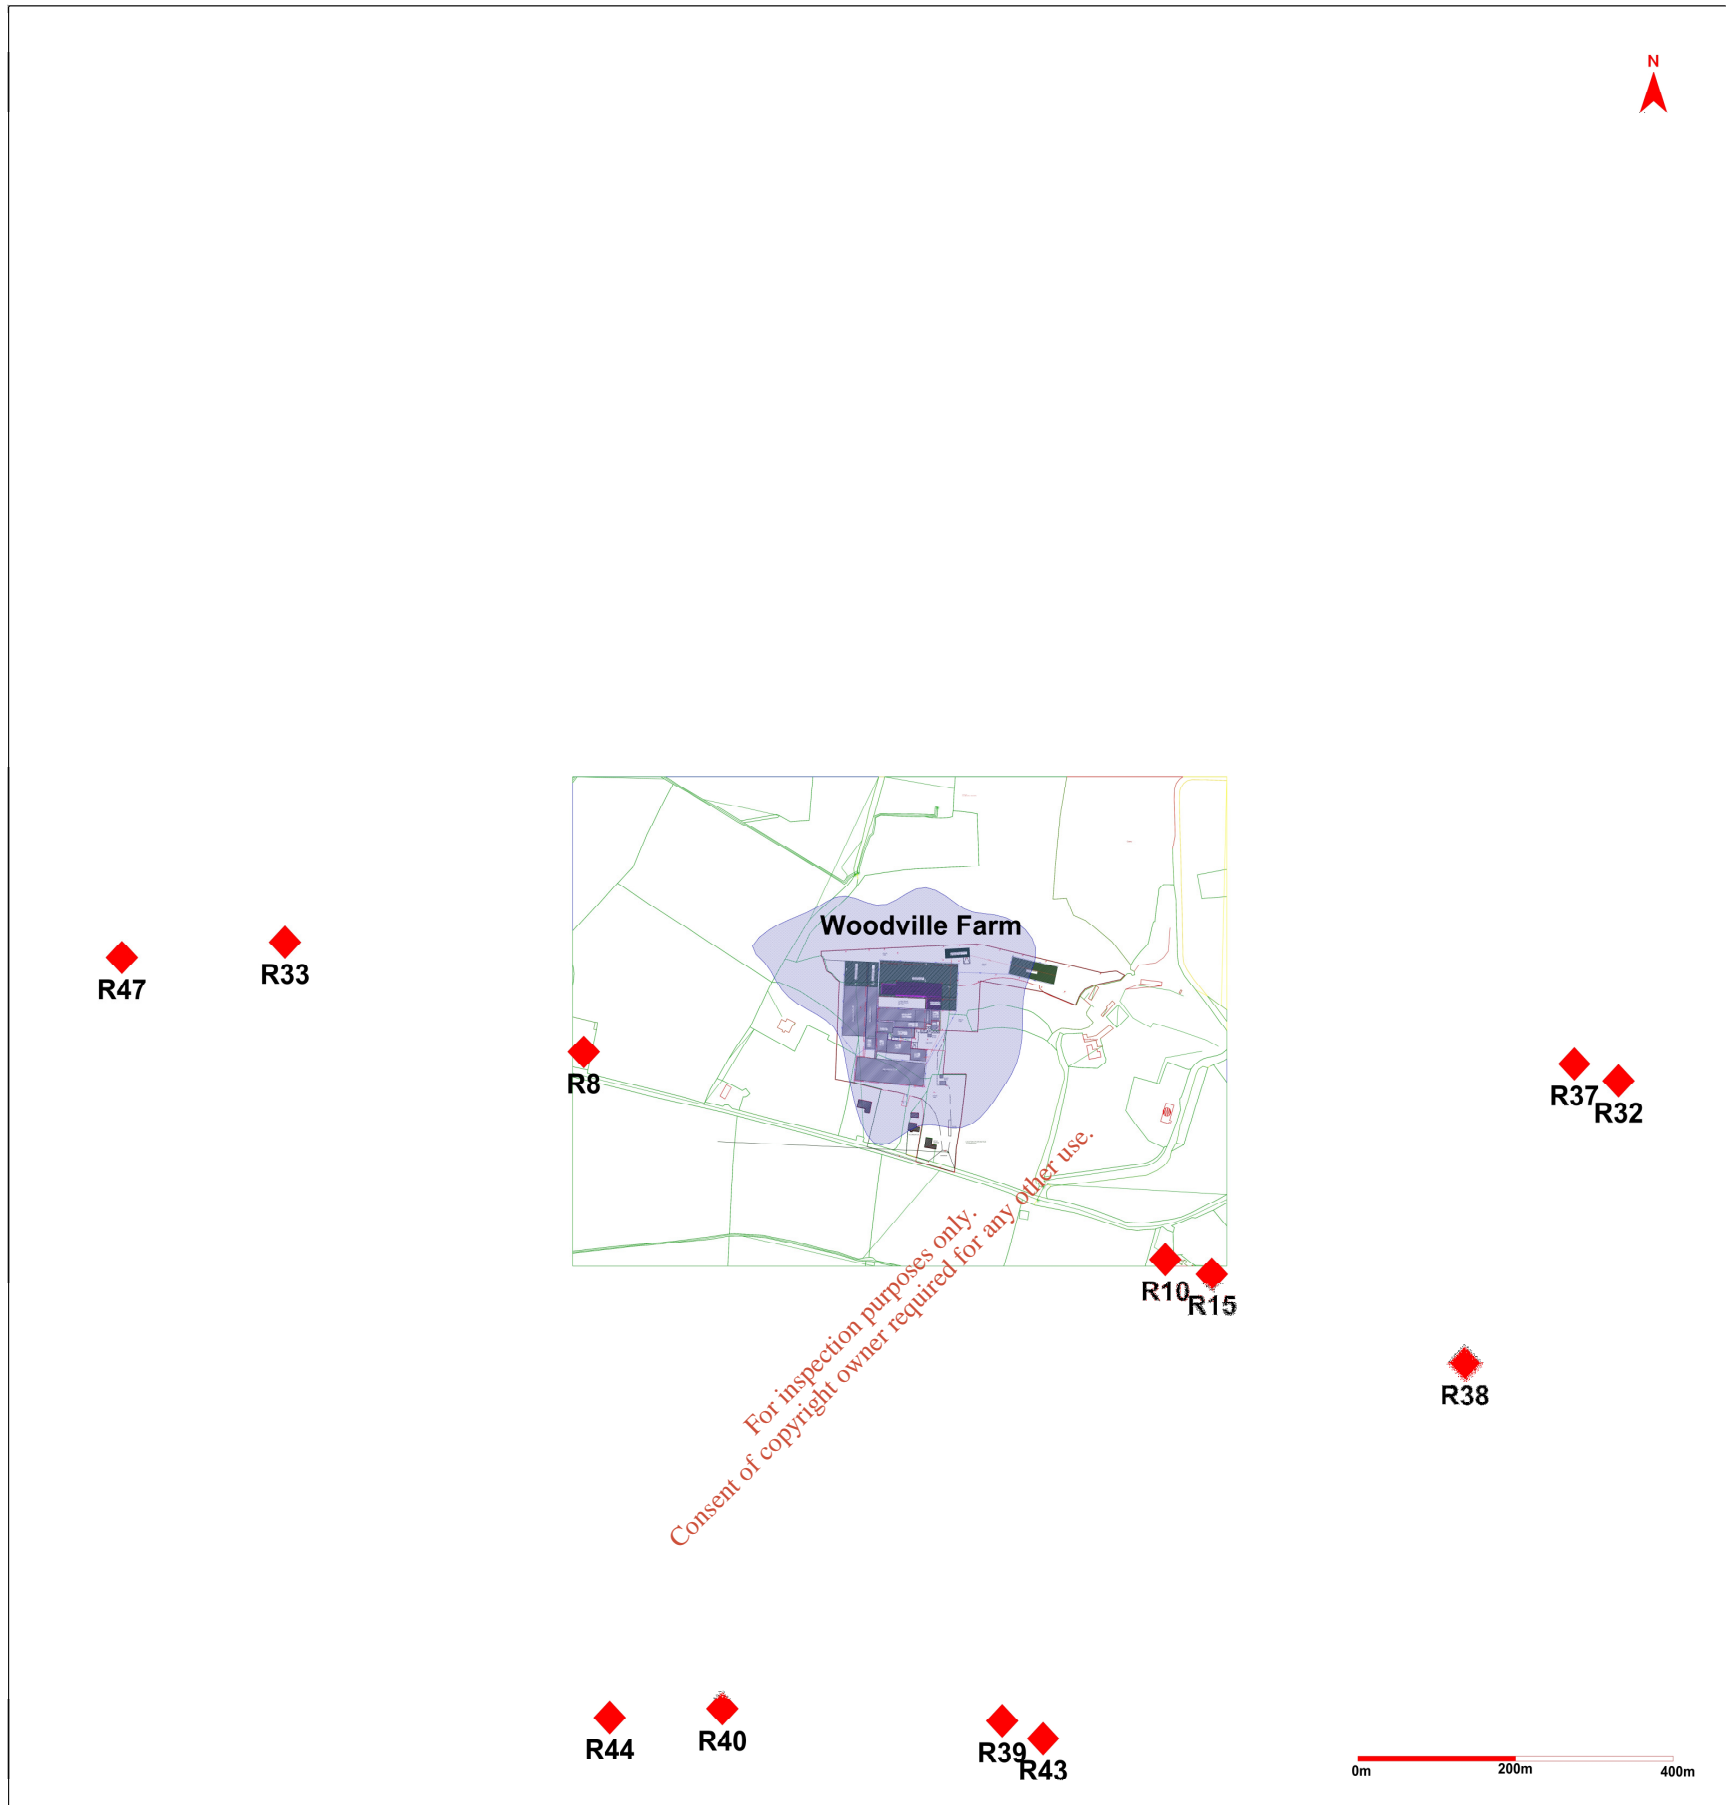 N
Woodville Farm
R47
R33
R8
R37
R32
R10
R15
R38
For inspection purposes only.
Consent of copyright owner required for any other use.
R44
R40
R39
R43
0m
200m
400m